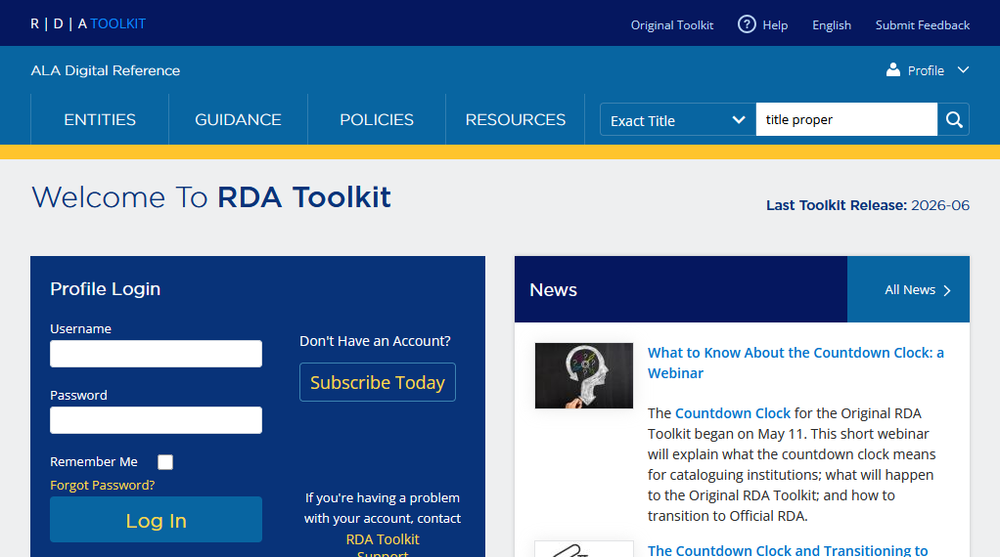 R | D | A TOOLKIT
Original Toolkit
? Help
English
Submit Feedback
ALA Digital Reference
Profile
ENTITIES
GUIDANCE
POLICIES
RESOURCES
Exact Title
title proper
Welcome To RDA Toolkit
Last Toolkit Release: 2026-06
Profile Login
Username
Password
Remember Me
Forgot Password?
Log In
Don't Have an Account?
Subscribe Today
If you're having a problem
with your account, contact
RDA Toolkit
Support
News
All News
What to Know About the Countdown Clock: a
Webinar
The Countdown Clock for the Original RDA
Toolkit began on May 11. This short webinar
will explain what the countdown clock means
for cataloguing institutions; what will happen
to the Original RDA Toolkit; and how to
transition to Official RDA.
The Countdown Clock and Transitioning to